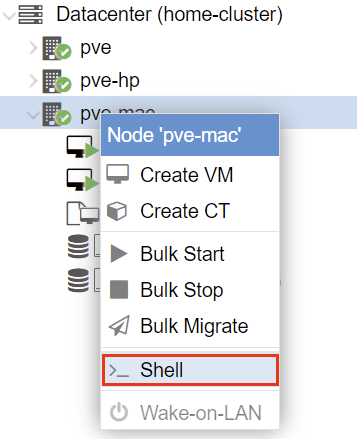 Datacenter (home-cluster)
pve
pve-hp
pve-mac
Node 'pve-mac'
Create VM
Create CT
Bulk Start
Bulk Stop
Bulk Migrate
Shell
Wake-on-LAN